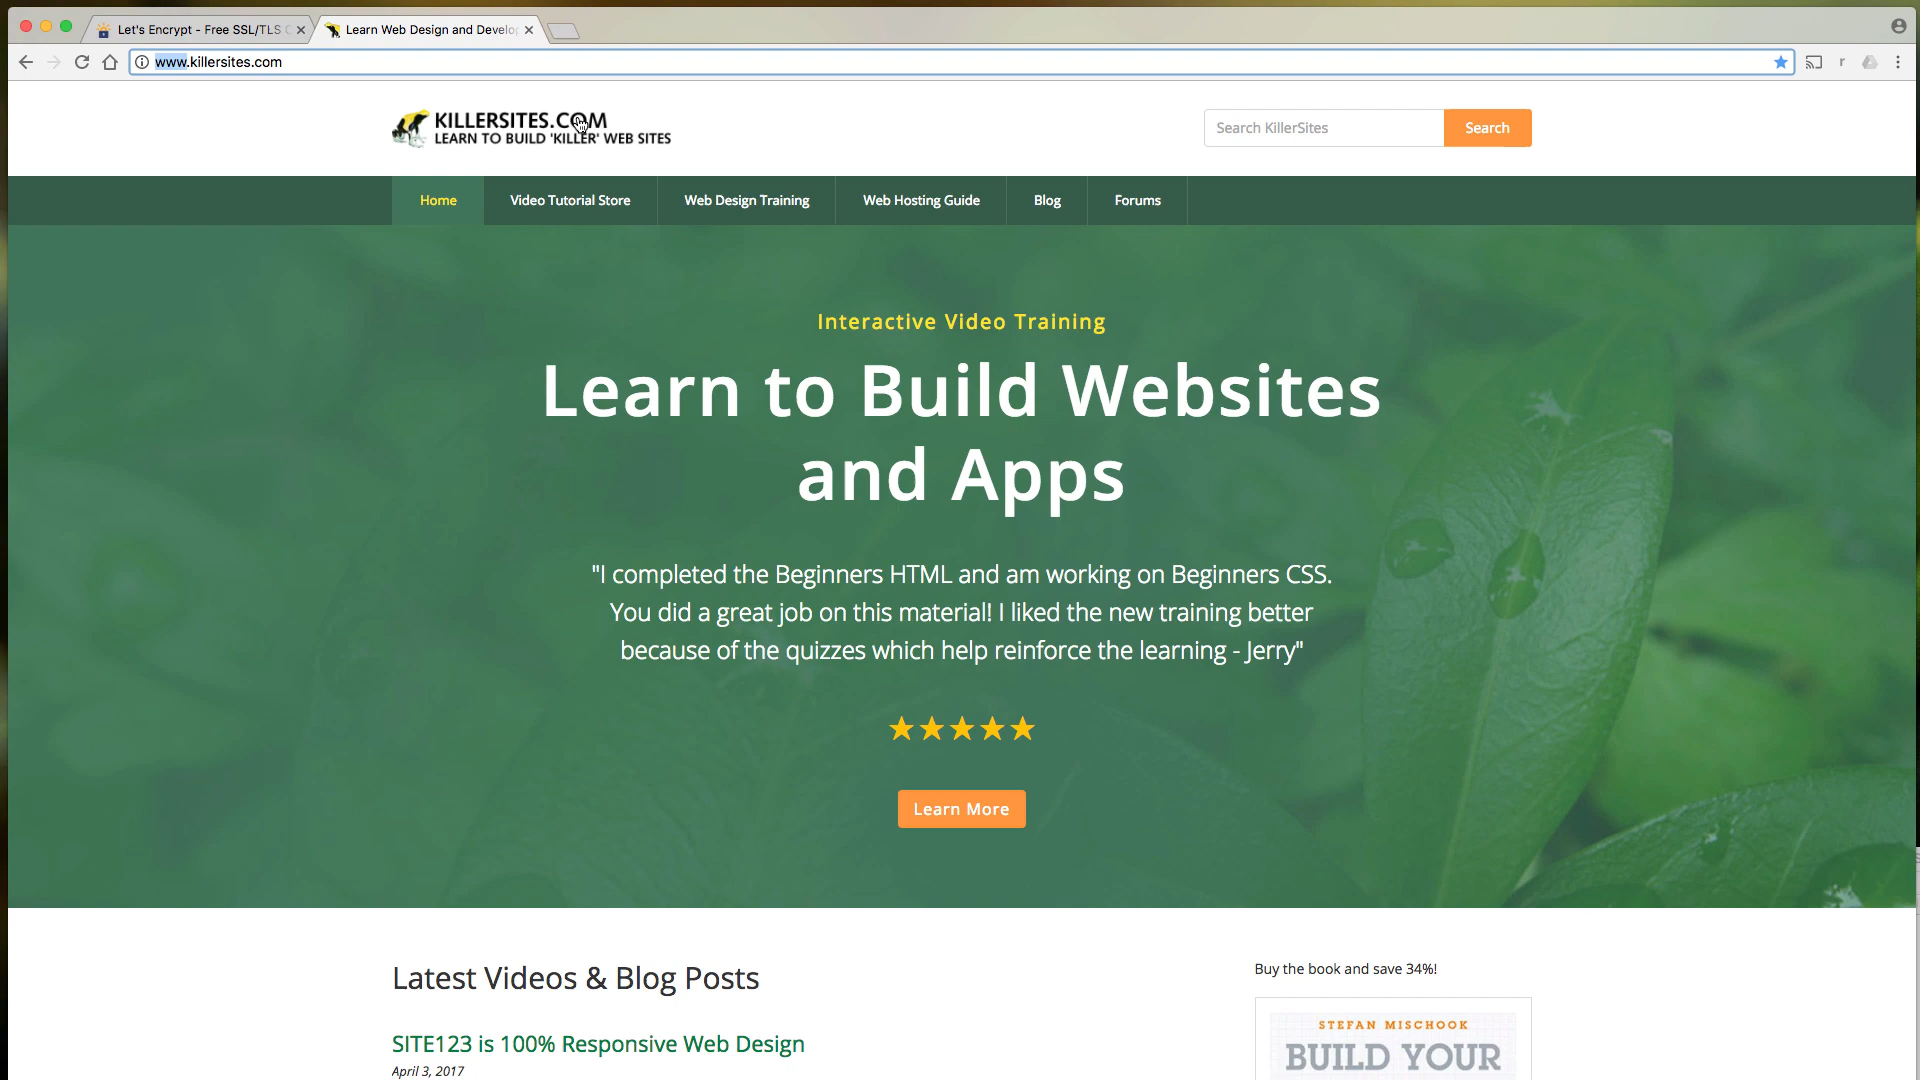 Let's Encrypt - Free SSL/TLS C
Learn Web Design and Develop
www.killersites.com
r
KILLERSITES.COM
LEARN TO BUILD 'KILLER' WEB SITES
Search KillerSites
Search
Home
Video Tutorial Store
Web Design Training
Web Hosting Guide
Blog
Forums
Interactive Video Training
Learn to Build Websites
and Apps
"I completed the Beginners HTML and am working on Beginners CSS.
You did a great job on this material! I liked the new training better
because of the quizzes which help reinforce the learning - Jerry"
Learn More
Latest Videos & Blog Posts
Buy the book and save 34%!
SITE123 is 100% Responsive Web Design
April 3, 2017
STEFAN MISCHOOK
BUILD YOUR